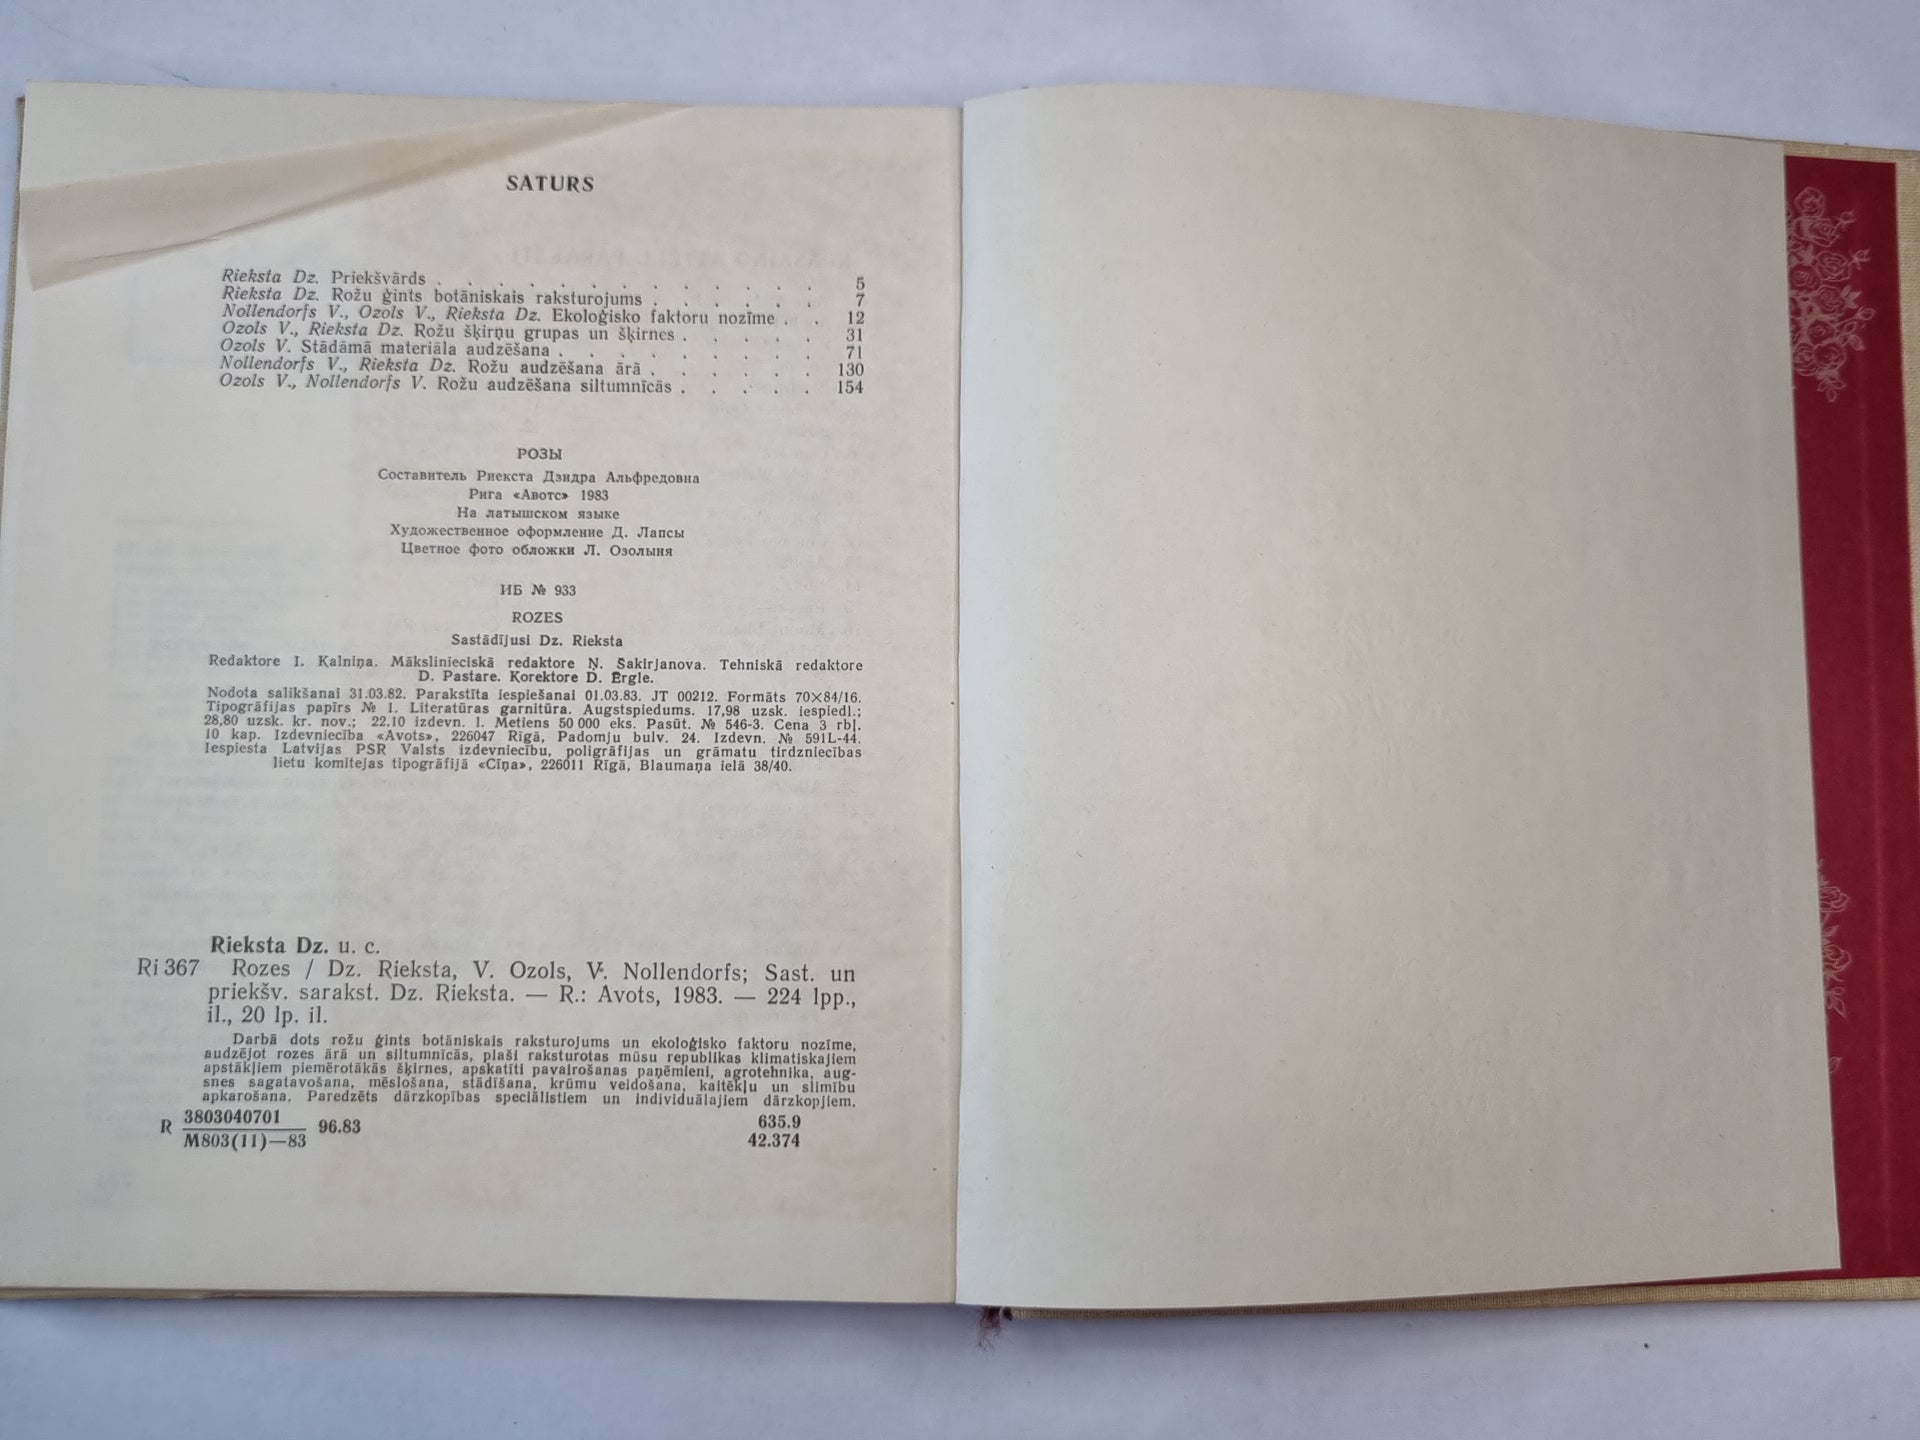 SATURS
Rieksta Dz. Priekšvārds . . . . . . . . . . . . . 5
Rieksta Dz. Rožu ģints botāniskais raksturojums . . . . . . 7
Nollendorfs V., Ozols V., Rieksta Dz. Ekoloģisko faktoru nozīme . . 12
Ozols V., Rieksta Dz. Rožu šķirņu grupas un šķirnes . . . . . 31
Ozols V. Stādāmā materiāla audzēšana . . . . . . . . . 71
Nollendorfs V., Rieksta Dz. Rožu audzēšana ārā . . . . . . 130
Ozols V., Nollendorfs V. Rožu audzēšana siltumnīcās . . . . . 154
РОЗЫ
Составитель Риекста Дзидра Альфредовна
Рига «Авотс» 1983
На латышском языке
Художественное оформление Д. Лапсы
Цветное фото обложки Л. Озолыня
ИБ № 933
ROZES
Sastādījusi Dz. Rieksta
Redaktore I. Kalniņa. Mākslinieciskā redaktore Ņ. Šakirjanova. Tehniskā redaktore
D. Pastare. Korektore D. Ērgle.
Nodota salikšanai 31.03.82. Parakstīta iespiešanai 01.03.83. JT 00212. Formāts 70×84/16.
Tipogrāfijas papīrs № 1. Literatūras garnitūra. Augstspiedums. 17,98 uzsk. iespiedl.;
28,80 uzsk. kr. nov.; 22.10 izdevn. l. Metiens 50 000 eks. Pasūt. № 546-3. Cena 3 rbļ.
10 kap. Izdevniecība «Avots», 226047 Rīgā, Padomju bulv. 24. Izdevn. № 591L-44.
Iespiesta Latvijas PSR Valsts izdevniecību, poligrāfijas un grāmatu tirdzniecības
lietu komitejas tipogrāfijā «Cīņa», 226011 Rīgā, Blaumaņa ielā 38/40.
Rieksta Dz. u. c.
Ri 367 Rozes / Dz. Rieksta, V. Ozols, V. Nollendorfs; Sast. un
priekšv. sarakst. Dz. Rieksta. — R.: Avots, 1983. — 224 lpp.,
il., 20 lp. il.
Darbā dots rožu ģints botāniskais raksturojums un ekoloģisko faktoru nozīme,
audzējot rozes ārā un siltumnīcās, plaši raksturotas mūsu republikas klimatiskajiem
apstākļiem piemērotākās šķirnes, apskatīti pavairošanas paņēmieni, agrotehnika, aug-
snes sagatavošana, mēslošana, stādīšana, krūmu veidošana, kaitēkļu un slimību
apkarošana. Paredzēts dārzkopības speciālistiem un individuālajiem dārzkopjiem.
R 3803040701 96.83 635.9
M803(11)—83 42.374